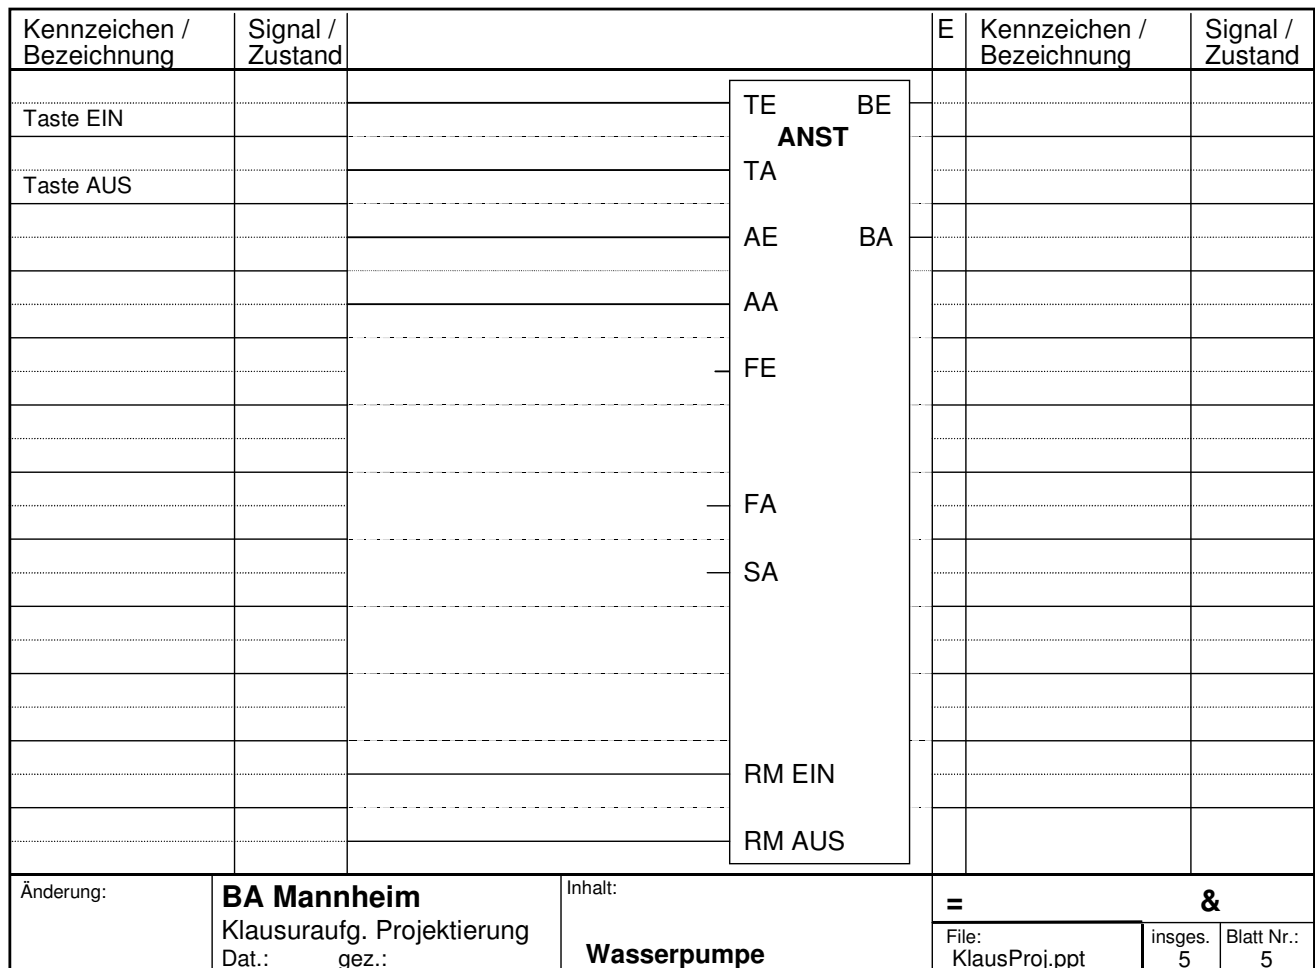 Kennzeichen / Signal / E Kennzeichen / Signal /
Bezeichnung Zustand Bezeichnung Zustand
TE BE
Taste EIN
ANST
TA
Taste AUS
AE BA
AA
FE
FA
SA
RM EIN
RM AUS
Änderung: BA Mannheim Inhalt: = &
Klausuraufg. Projektierung File: insges. Blatt Nr.:
Dat.: gez.: Wasserpumpe KlausProj.ppt 5 5